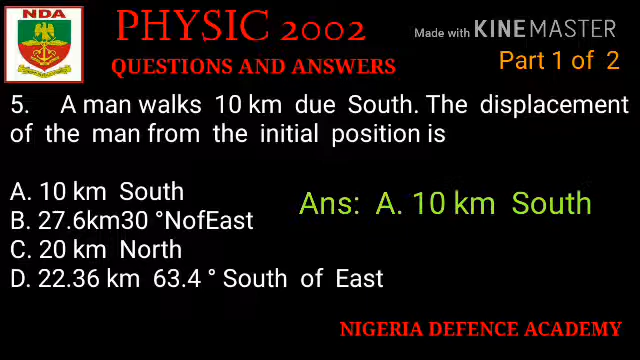 NDA
PHYSIC 2002
Made with KINEMASTER
QUESTIONS AND ANSWERS
Part 1 of 2
5. A man walks 10 km due South. The displacement
of the man from the initial position is
A. 10 km South
Ans: A. 10 km South
B. 27.6km30 °NofEast
C. 20 km North
D. 22.36 km 63.4 ° South of East
NIGERIA DEFENCE ACADEMY